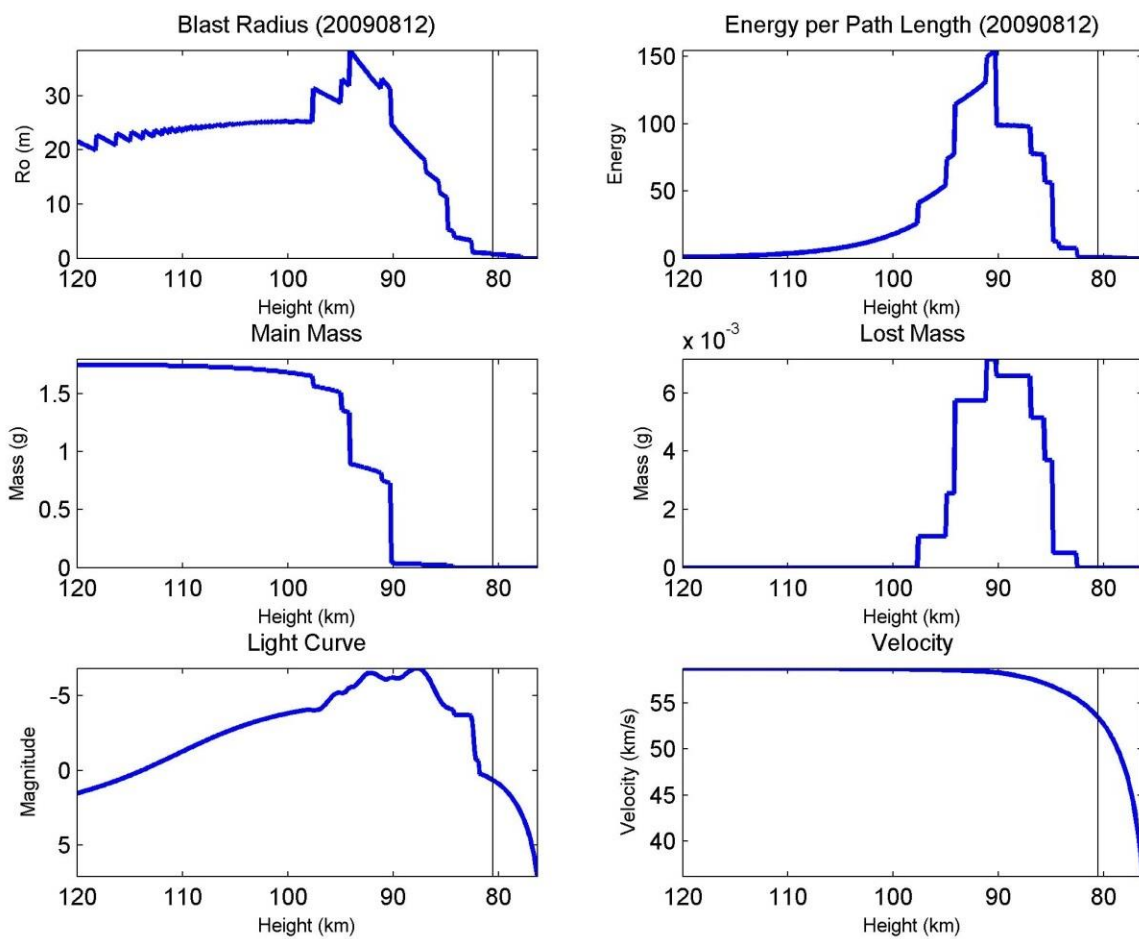 Blast Radius (20090812)
30
20
10
0
Ro (m)
120 110 100 90 80
Height (km)
Energy per Path Length (20090812)
150
100
50
0
Energy
120 110 100 90 80
Height (km)
Main Mass
1.5
1
0.5
0
Mass (g)
120 110 100 90 80
Height (km)
x 10⁻³
Lost Mass
6
4
2
0
Mass (g)
120 110 100 90 80
Height (km)
Light Curve
-5
0
5
Magnitude
120 110 100 90 80
Height (km)
Velocity
55
50
45
40
Velocity (km/s)
120 110 100 90 80
Height (km)